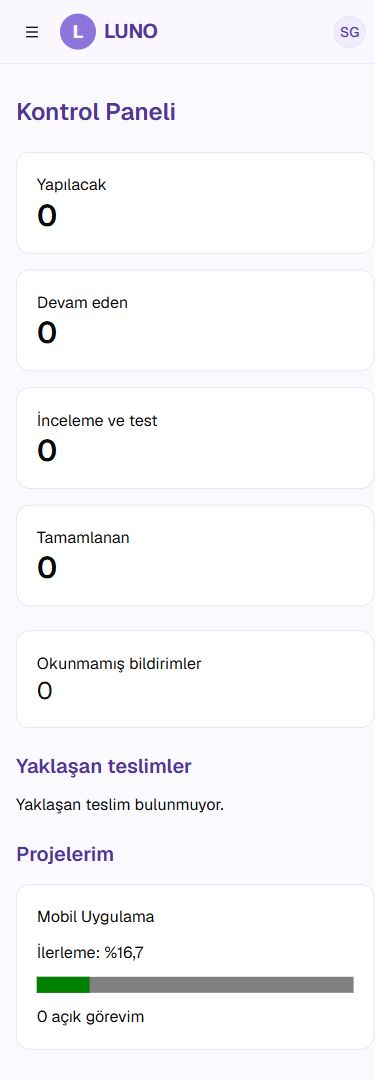 L LUNO SG
Kontrol Paneli
Yapılacak
0
Devam eden
0
İnceleme ve test
0
Tamamlanan
0
Okunmamış bildirimler
0
Yaklaşan teslimler
Yaklaşan teslim bulunmuyor.
Projelerim
Mobil Uygulama
İlerleme: %16,7
0 açık görevim